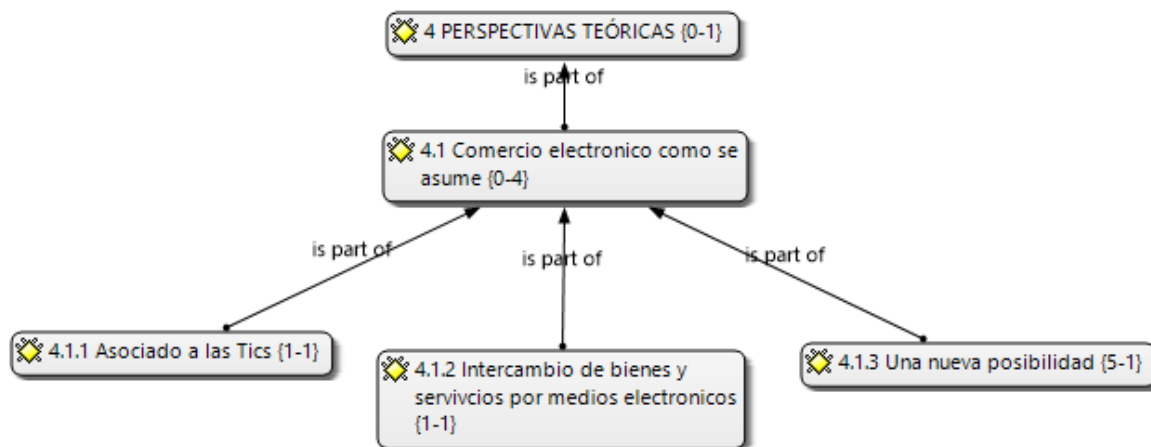 4 PERSPECTIVAS TEÓRICAS {0-1}
is part of
4.1 Comercio electronico como se
asume {0-4}
is part of
is part of
is part of
4.1.1 Asociado a las Tics {1-1}
4.1.2 Intercambio de bienes y
servivcios por medios electronicos
{1-1}
4.1.3 Una nueva posibilidad {5-1}